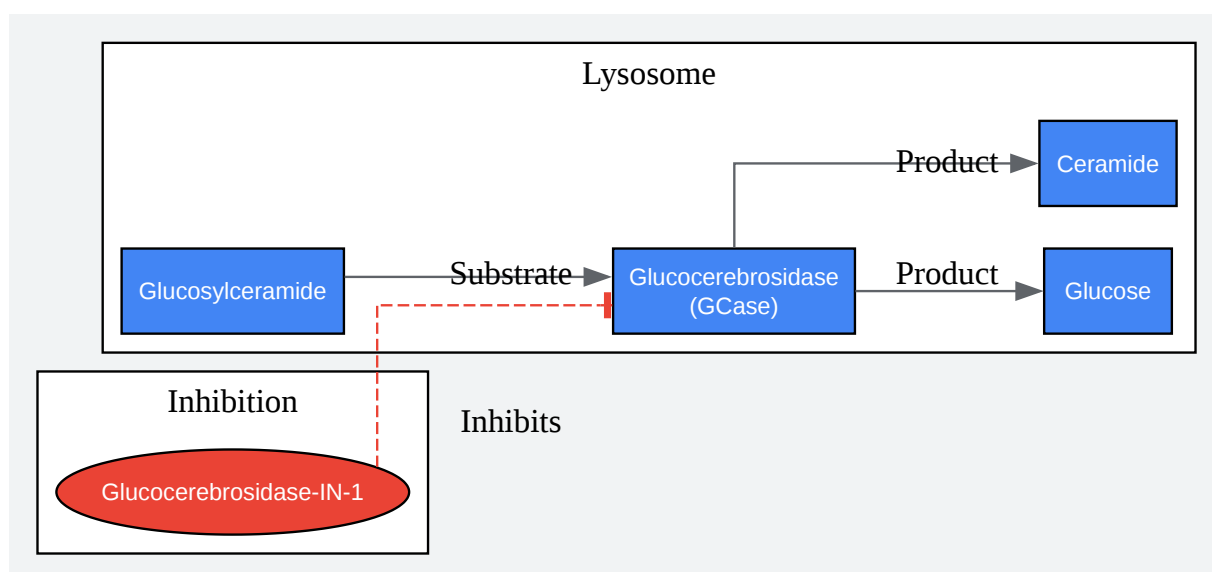 Lysosome
Product
Ceramide
Glucosylceramide
Substrate
Glucocerebrosidase
(GCase)
Product
Glucose
Inhibition
Inhibits
Glucocerebrosidase-IN-1